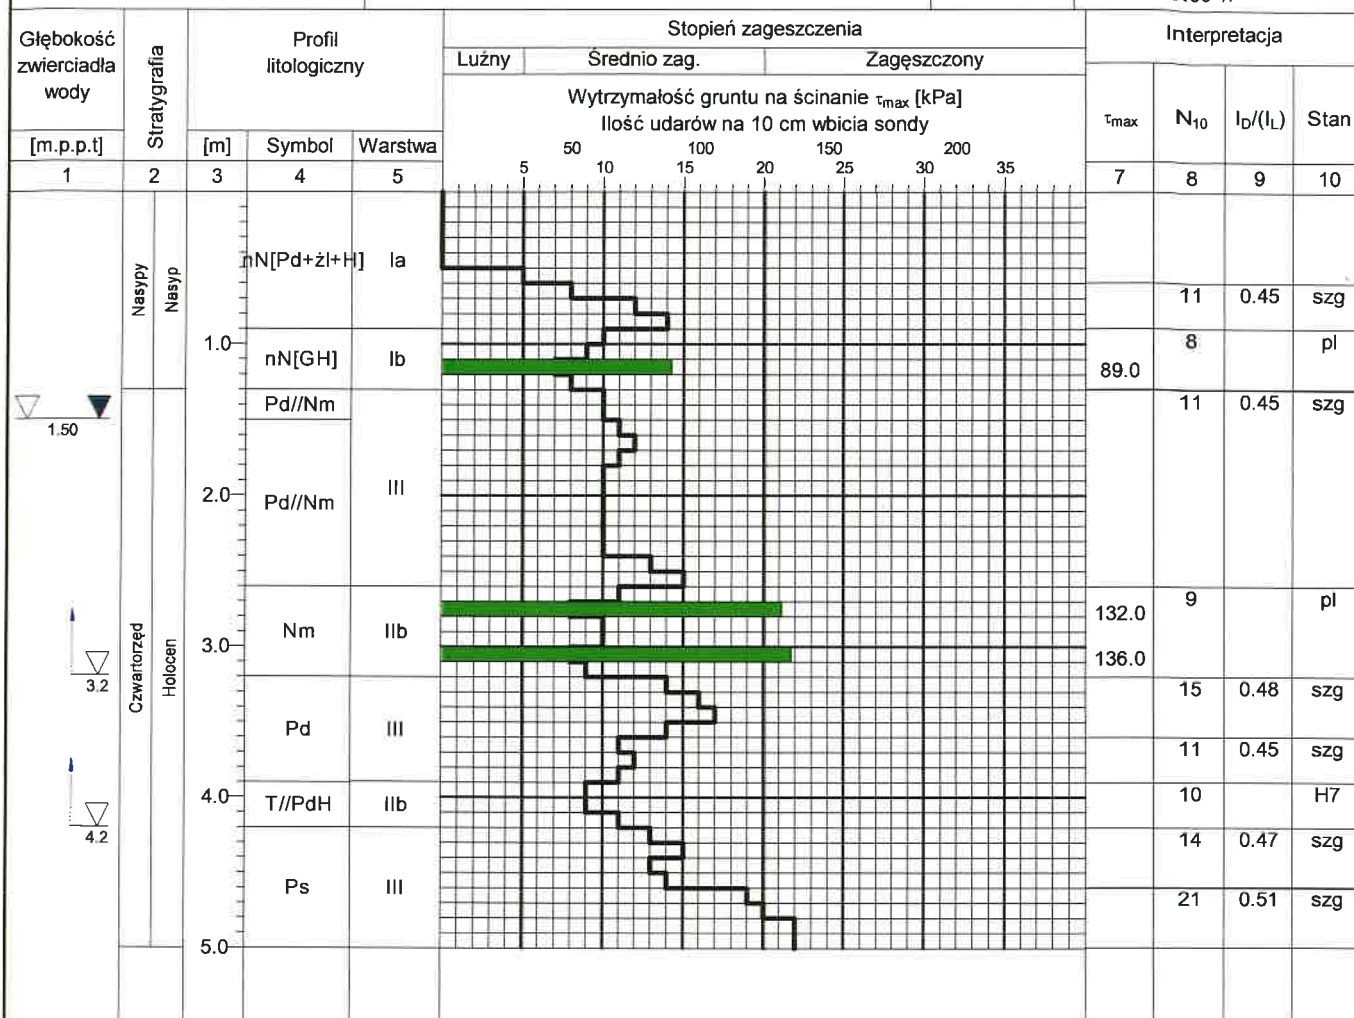 Głębokość zwierciadła wody
Stratygrafia
Profil litologiczny
Stopień zagęszczenia
Interpretacja
Luźny Średnio zag. Zagęszczony
Wytrzymałość gruntu na ścinanie τmax [kPa]
Ilość udarów na 10 cm wbicia sondy
τmax N10 ID/(IL) Stan
[m.p.p.t] [m] Symbol Warstwa
50 100 150 200
5 10 15 20 25 30 35
1 2 3 4 5 7 8 9 10
Nasypy Nasyp
nN[Pd+żl+H] Ia
11 0.45 szg
1.0
nN[GH] Ib
8 pl
89.0
Pd//Nm
11 0.45 szg
1.50
2.0
Pd//Nm
III
Czwartorzęd Holocen
Nm IIb
132.0 9 pl
3.0
136.0
3.2
15 0.48 szg
Pd III
11 0.45 szg
4.0
T//PdH IIb
10 H7
4.2
14 0.47 szg
Ps III
21 0.51 szg
5.0